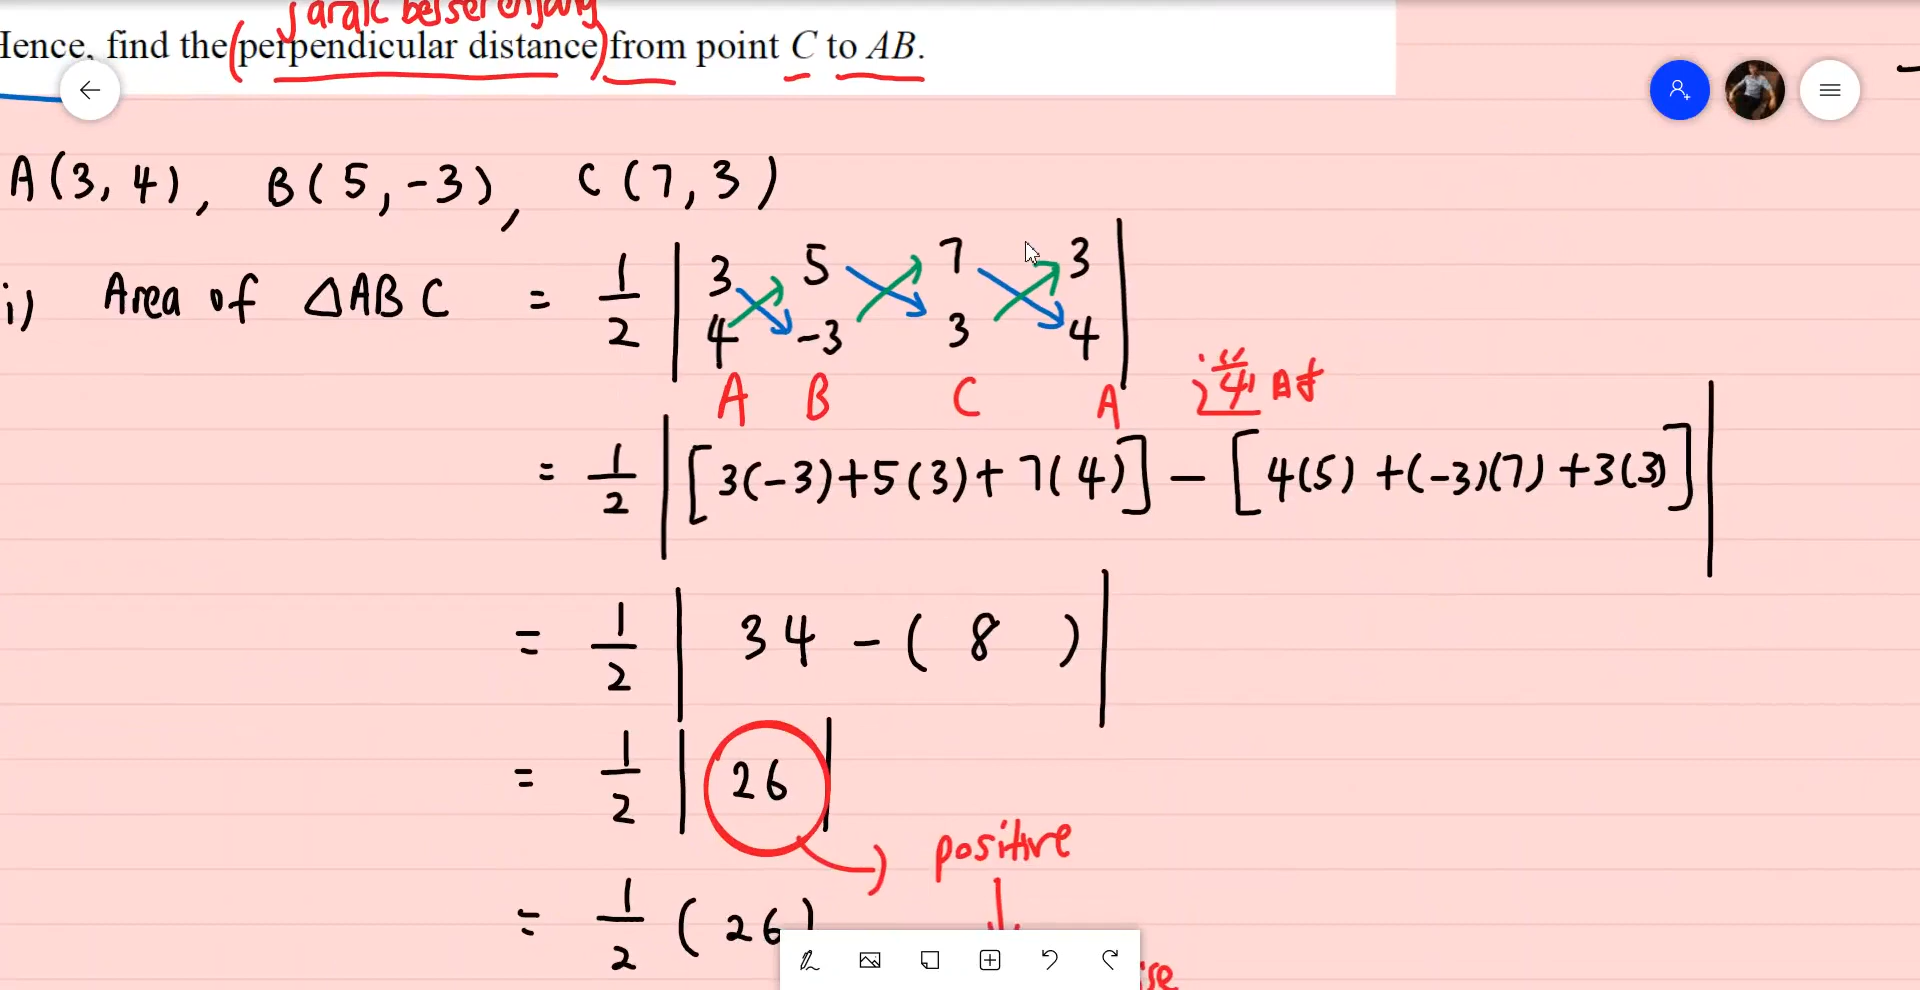 jarak berserenjang
Hence, find the (perpendicular distance) from point C to AB.
A(3, 4), B(5, -3), C(7, 3)
i) Area of △ABC = 1/2 | 3 5 7 3
4 -3 3 4 |
A B C A
= 1/2 | [3(-3)+5(3)+7(4)] - [4(5)+(-3)(7)+3(3)] |
= 1/2 | 34 - ( 8 ) |
= 1/2 | 26 |
positive
= 1/2 (26)